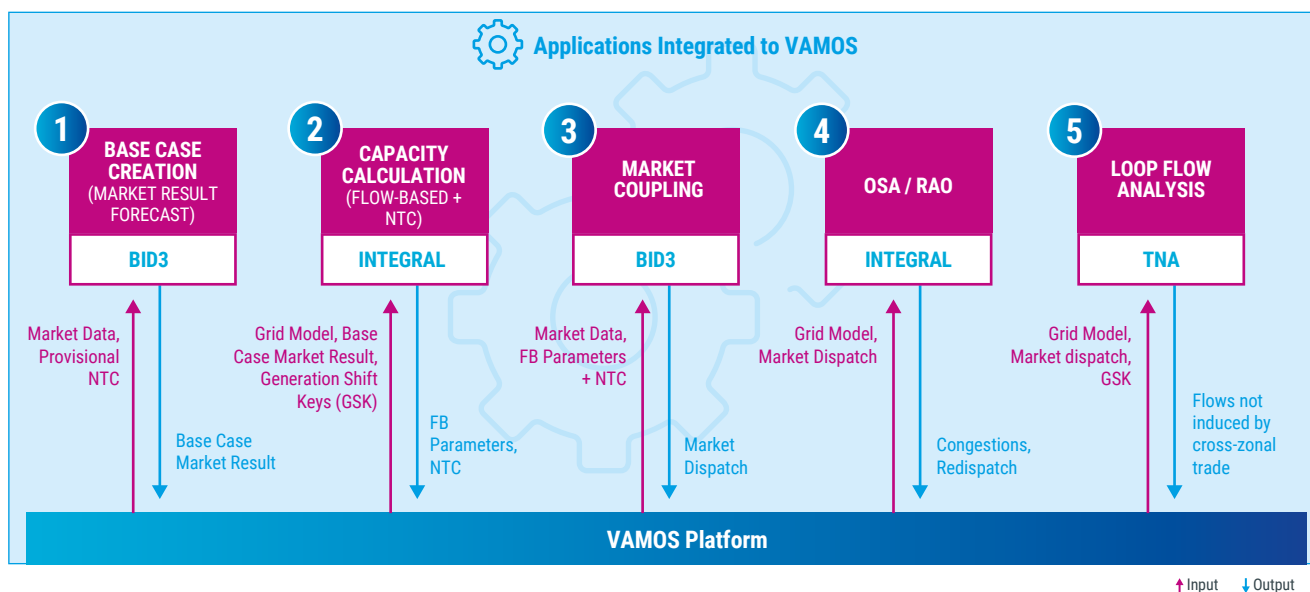 Applications Integrated to VAMOS
1
BASE CASE
CREATION
(MARKET RESULT
FORECAST)
BID3
Market Data,
Provisional
NTC
Base Case
Market Result
2
CAPACITY
CALCULATION
(FLOW-BASED +
NTC)
INTEGRAL
Grid Model, Base
Case Market Result,
Generation Shift
Keys (GSK)
FB
Parameters,
NTC
3
MARKET
COUPLING
BID3
Market Data,
FB Parameters
+ NTC
Market
Dispatch
4
OSA / RAO
INTEGRAL
Grid Model,
Market Dispatch
Congestions,
Redispatch
5
LOOP FLOW
ANALYSIS
TNA
Grid Model,
Market dispatch,
GSK
Flows not
induced by
cross-zonal
trade
VAMOS Platform
Input
Output